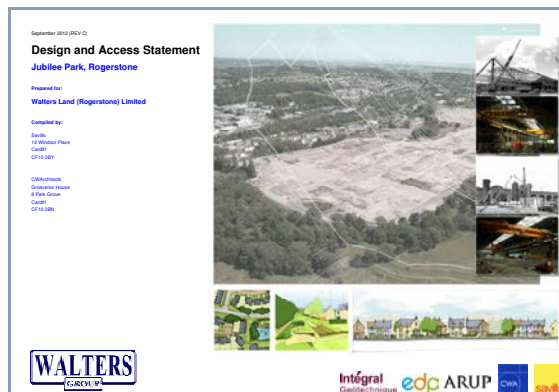 September 2012 (REV C)
Design and Access Statement
Jubilee Park, Rogerstone
Prepared for:
Walters Land (Rogerstone) Limited
Compiled by:
Savills
12 Windsor Place
Cardiff
CF10 3BY
CWArchitects
Grosvenor House
8 Park Grove
Cardiff
CF10 3BN
WALTERS
GROUP
Intégral
Géotechnique
edp
ARUP
CWA
savills